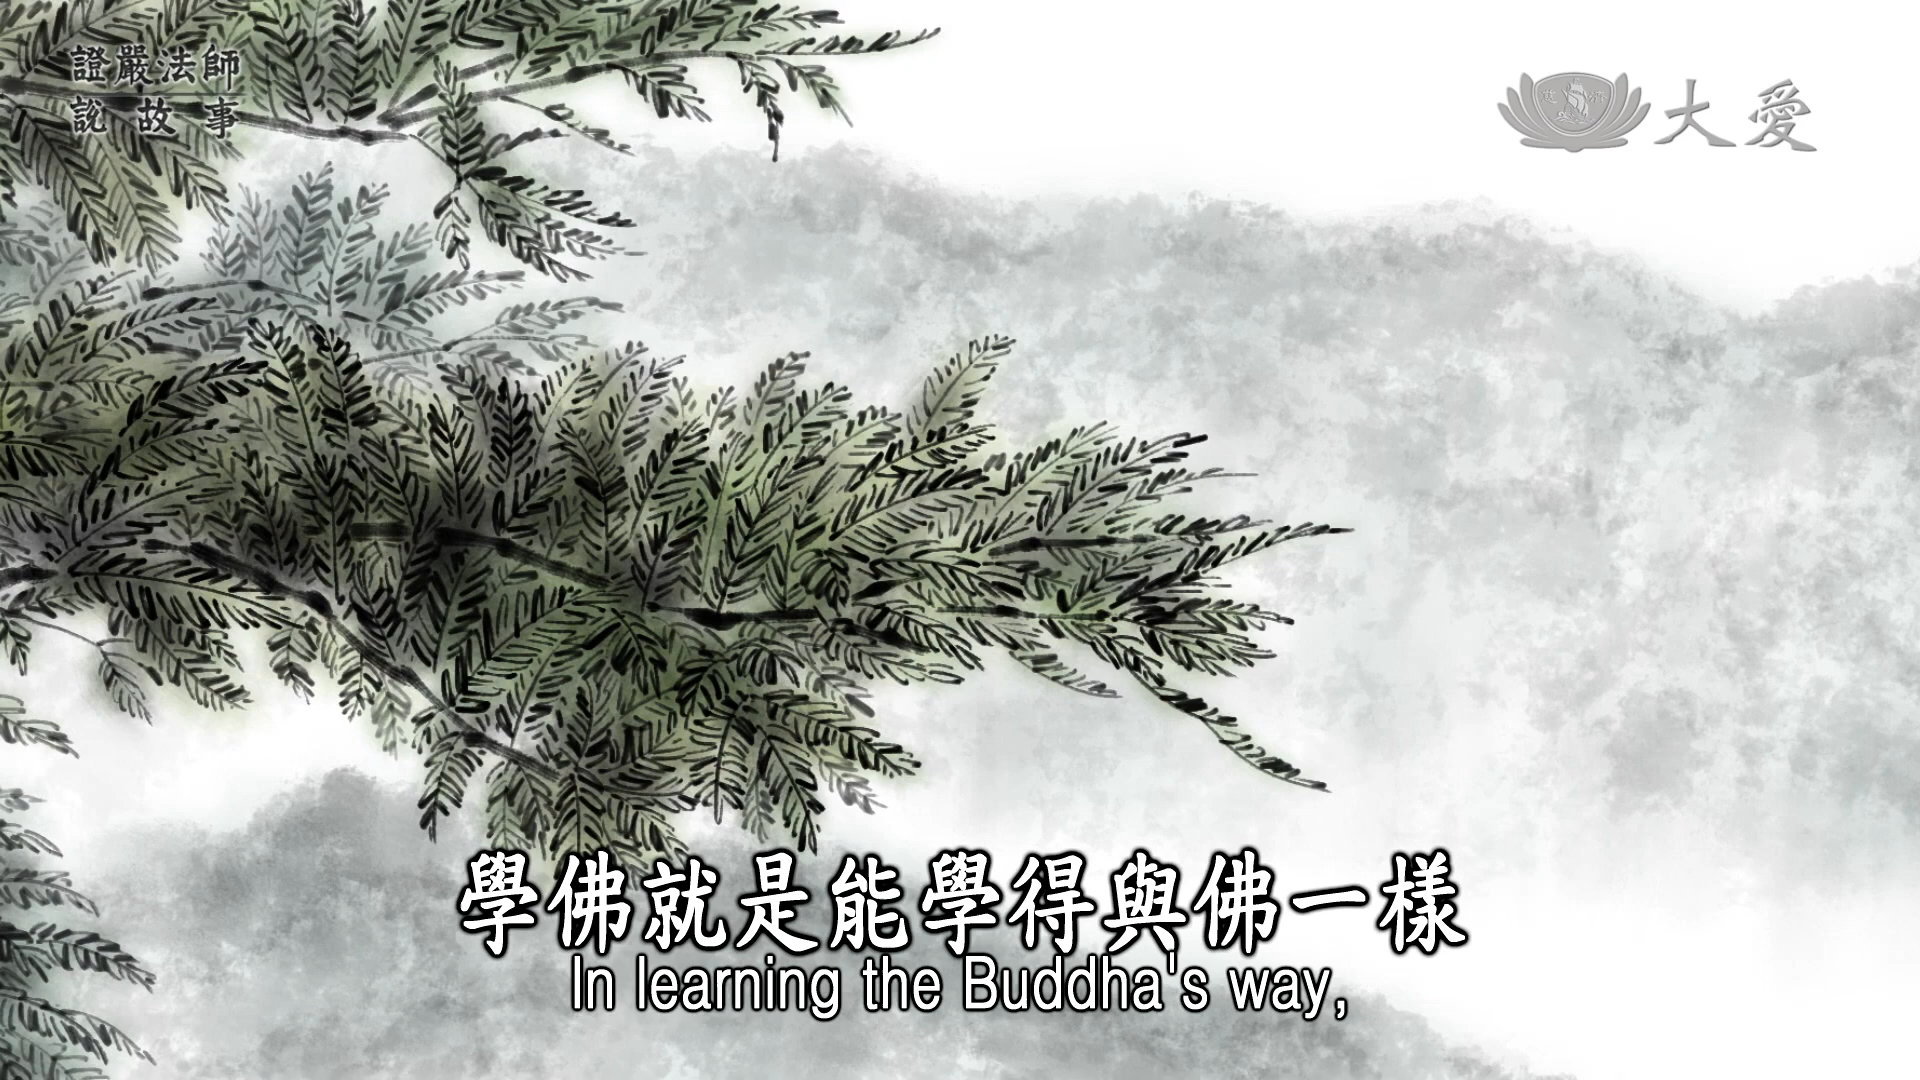 證嚴法師
說故事
大愛
學佛就是能學得與佛一樣
In learning the Buddha's way,